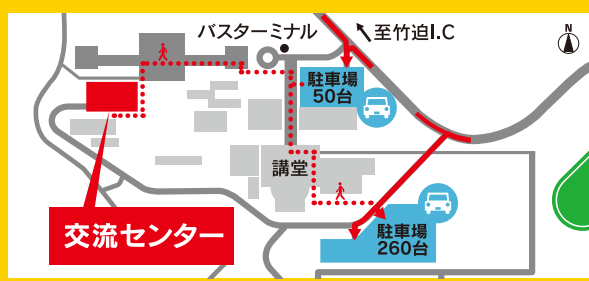 バスターミナル
至竹迫I.C
N
駐車場
50台
講堂
交流センター
駐車場
260台